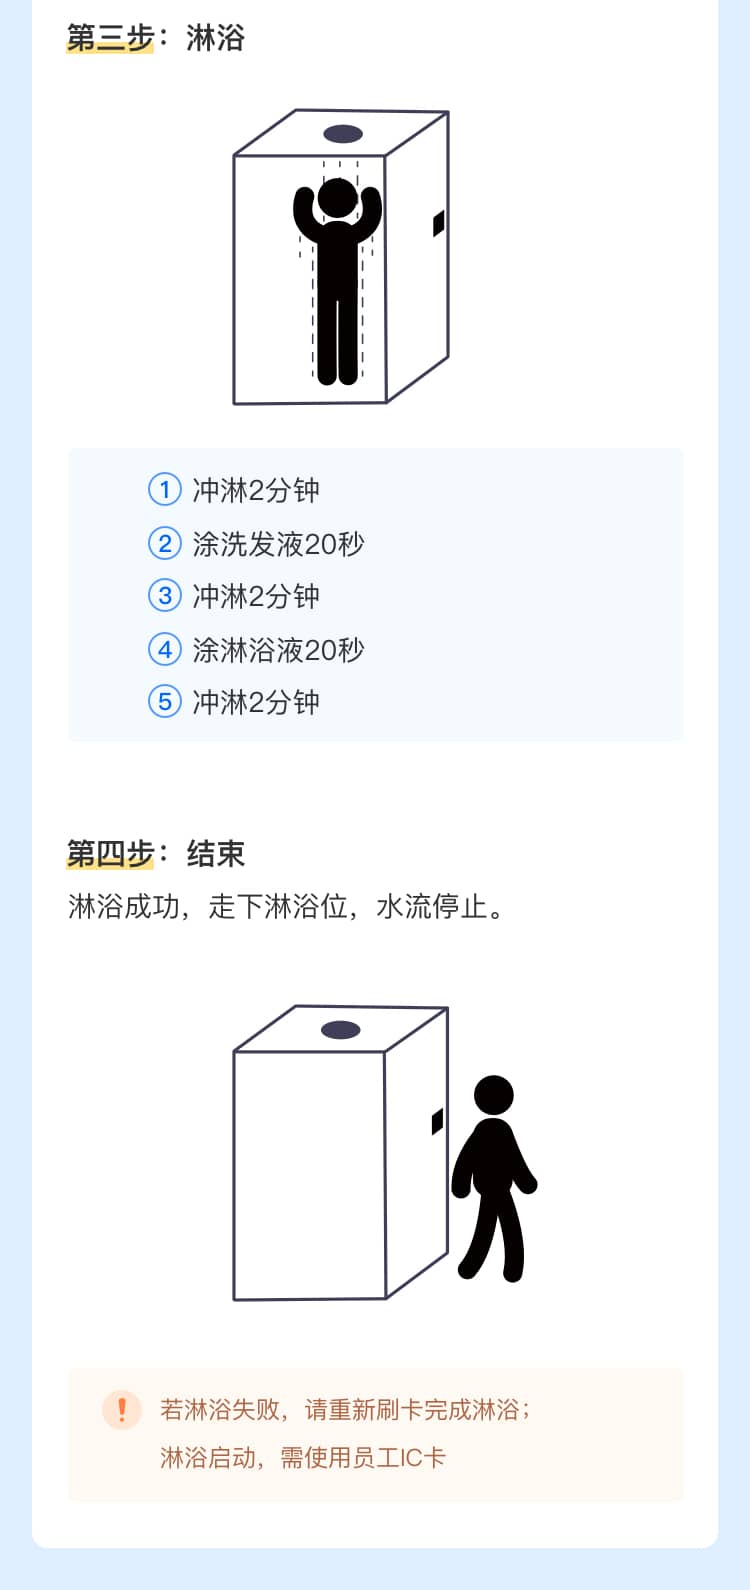 第三步：淋浴
① 冲淋2分钟
② 涂洗发液20秒
③ 冲淋2分钟
④ 涂淋浴液20秒
⑤ 冲淋2分钟
第四步：结束
淋浴成功，走下淋浴位，水流停止。
若淋浴失败，请重新刷卡完成淋浴；
淋浴启动，需使用员工IC卡